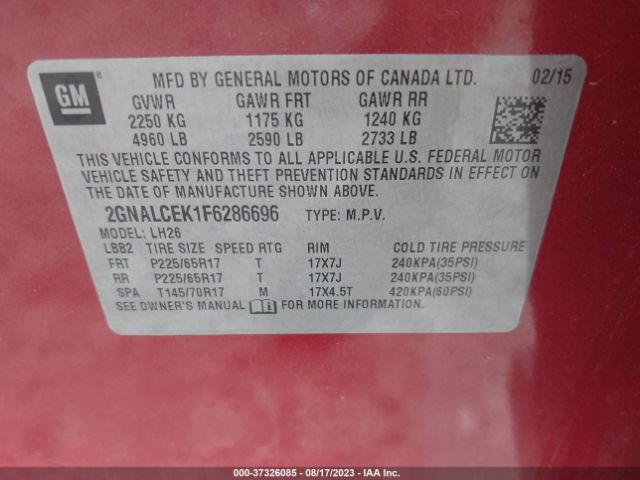 GM
®
MFD BY GENERAL MOTORS OF CANADA LTD. 02/15
GVWR GAWR FRT GAWR RR
2250 KG 1175 KG 1240 KG
4960 LB 2590 LB 2733 LB
THIS VEHICLE CONFORMS TO ALL APPLICABLE U.S. FEDERAL MOTOR
VEHICLE SAFETY AND THEFT PREVENTION STANDARDS IN EFFECT ON
THE DATE OF MANUFACTURE SHOWN ABOVE.
2GNALCEK1F6286696 TYPE: M.P.V.
MODEL: LH26
LBB2 TIRE SIZE SPEED RTG RIM COLD TIRE PRESSURE
FRT P225/65R17 T 17X7J 240KPA(35PSI)
RR P225/65R17 T 17X7J 240KPA(35PSI)
SPA T145/70R17 M 17X4.5T 420KPA(60PSI)
SEE OWNER'S MANUAL FOR MORE INFORMATION.
000-37326085 - 08/17/2023 - IAA Inc.